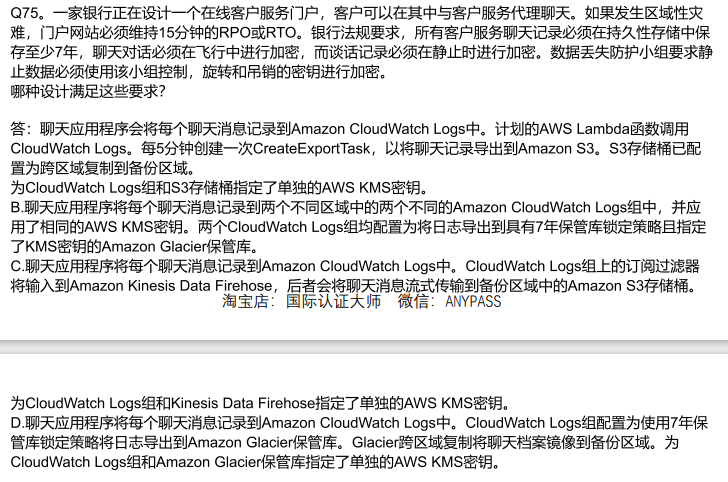 Q75。一家银行正在设计一个在线客户服务门户，客户可以在其中与客户服务代理聊天。如果发生区域性灾
难，门户网站必须维持15分钟的RPO或RTO。银行法规要求，所有客户服务聊天记录必须在持久性存储中保
存至少7年，聊天对话必须在飞行中进行加密，而谈话记录必须在静止时进行加密。数据丢失防护小组要求静
止数据必须使用该小组控制，旋转和吊销的密钥进行加密。
哪种设计满足这些要求?
答：聊天应用程序会将每个聊天消息记录到Amazon CloudWatch Logs中。计划的AWS Lambda函数调用
CloudWatch Logs。每5分钟创建一次CreateExportTask，以将聊天记录导出到Amazon S3。S3存储桶已配
置为跨区域复制到备份区域。
为CloudWatch Logs组和S3存储桶指定了单独的AWS KMS密钥。
B.聊天应用程序将每个聊天消息记录到两个不同区域中的两个不同的Amazon CloudWatch Logs组中，并应
用了相同的AWS KMS密钥。两个CloudWatch Logs组均配置为将日志导出到具有7年保管库锁定策略且指定
了KMS密钥的Amazon Glacier保管库。
C.聊天应用程序将每个聊天消息记录到Amazon CloudWatch Logs中。CloudWatch Logs组上的订阅过滤器
将输入到Amazon Kinesis Data Firehose，后者会将聊天消息流式传输到备份区域中的Amazon S3存储桶。
淘宝店：国际认证大师 微信：ANYPASS
为CloudWatch Logs组和Kinesis Data Firehose指定了单独的AWS KMS密钥。
D.聊天应用程序将每个聊天消息记录到Amazon CloudWatch Logs中。CloudWatch Logs组配置为使用7年保
管库锁定策略将日志导出到Amazon Glacier保管库。Glacier跨区域复制将聊天档案镜像到备份区域。为
CloudWatch Logs组和Amazon Glacier保管库指定了单独的AWS KMS密钥。